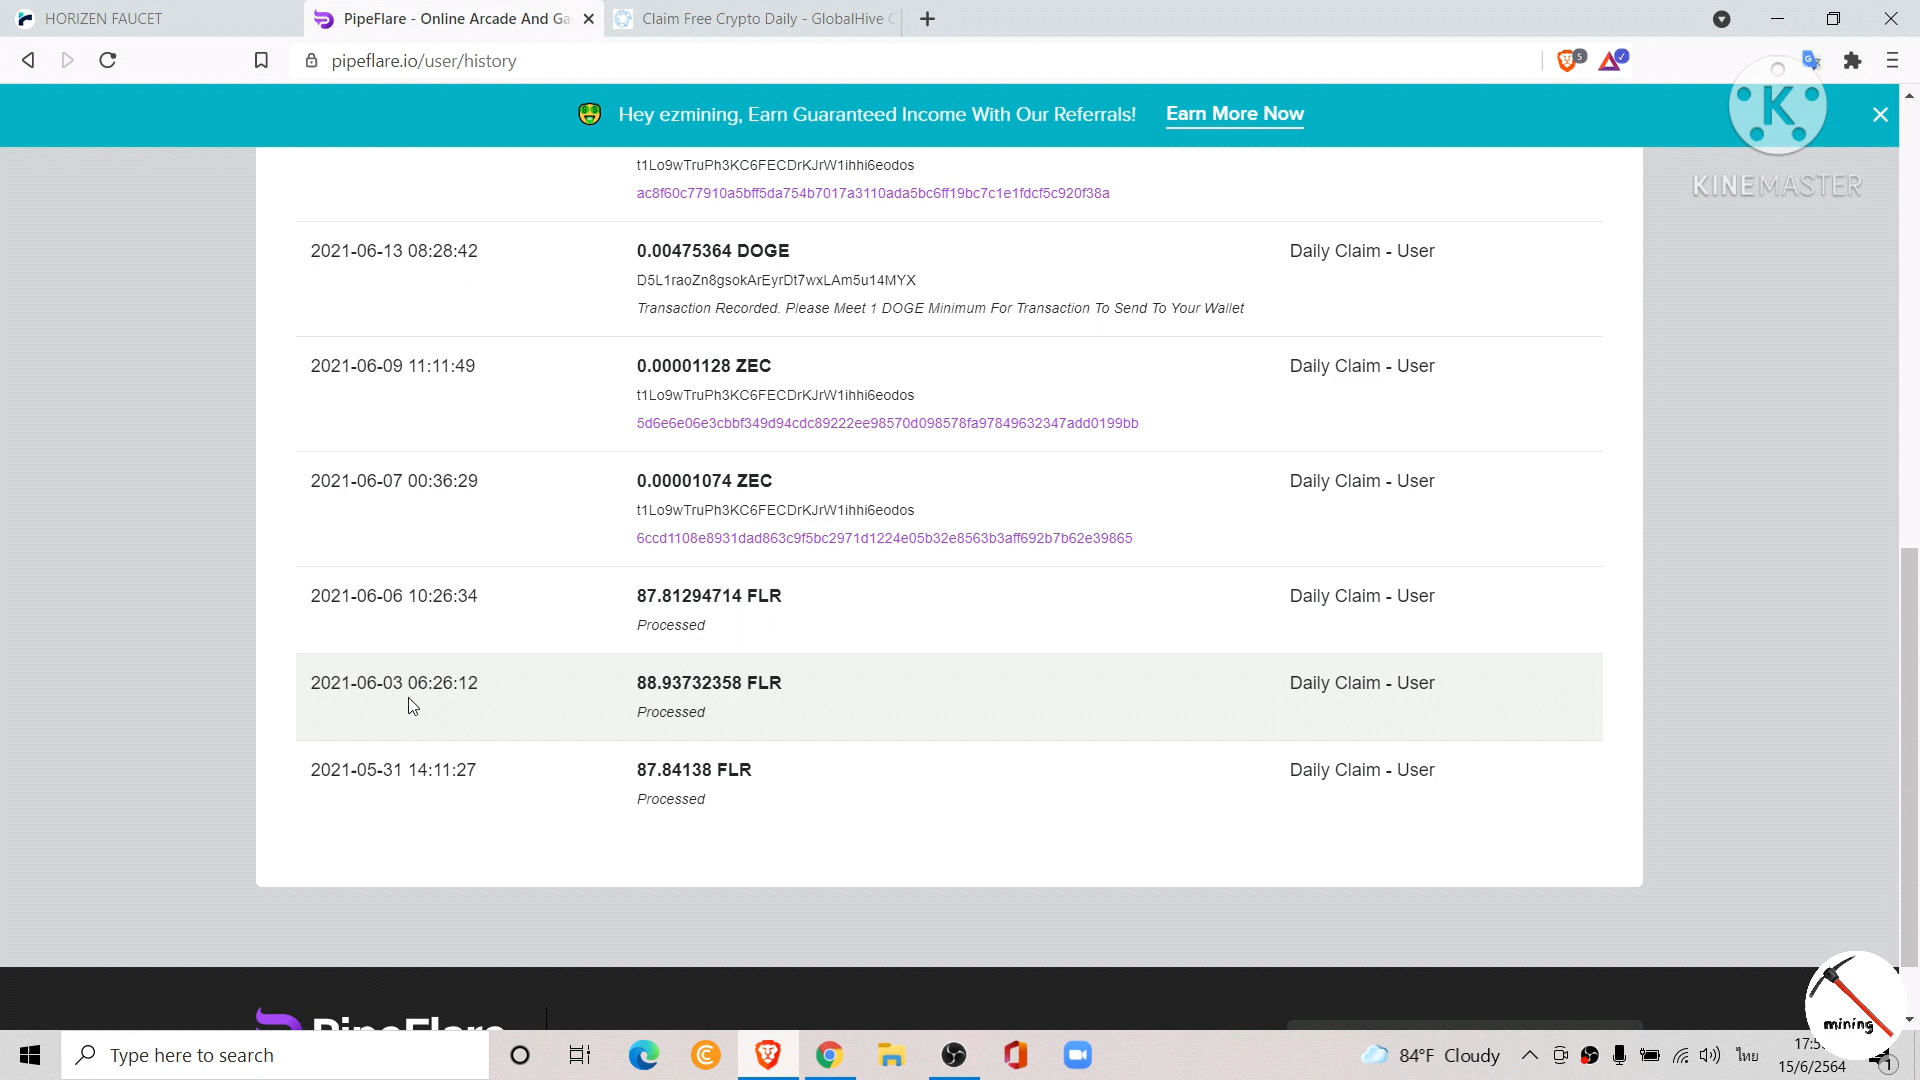 HORIZEN FAUCET
PipeFlare - Online Arcade And Ga
Claim Free Crypto Daily - GlobalHive C
pipeflare.io/user/history
5
Hey ezmining, Earn Guaranteed Income With Our Referrals! Earn More Now
K
KINEMASTER
t1Lo9wTruPh3KC6FECDrKJrW1ihhi6eodos
ac8f60c77910a5bff5da754b7017a3110ada5bc6ff19bc7c1e1fdcf5c920f38a
2021-06-13 08:28:42 0.00475364 DOGE Daily Claim - User
D5L1raoZn8gsokArEyrDt7wxLAm5u14MYX
Transaction Recorded. Please Meet 1 DOGE Minimum For Transaction To Send To Your Wallet
2021-06-09 11:11:49 0.00001128 ZEC Daily Claim - User
t1Lo9wTruPh3KC6FECDrKJrW1ihhi6eodos
5d6e6e06e3cbbf349d94cdc89222ee98570d098578fa97849632347add0199bb
2021-06-07 00:36:29 0.00001074 ZEC Daily Claim - User
t1Lo9wTruPh3KC6FECDrKJrW1ihhi6eodos
6ccd1108e8931dad863c9f5bc2971d1224e05b32e8563b3aff692b7b62e39865
2021-06-06 10:26:34 87.81294714 FLR Daily Claim - User
Processed
2021-06-03 06:26:12 88.93732358 FLR Daily Claim - User
Processed
2021-05-31 14:11:27 87.84138 FLR Daily Claim - User
Processed
PipeFlare
mining
Type here to search
84°F Cloudy
ไทย
15/6/2564
1